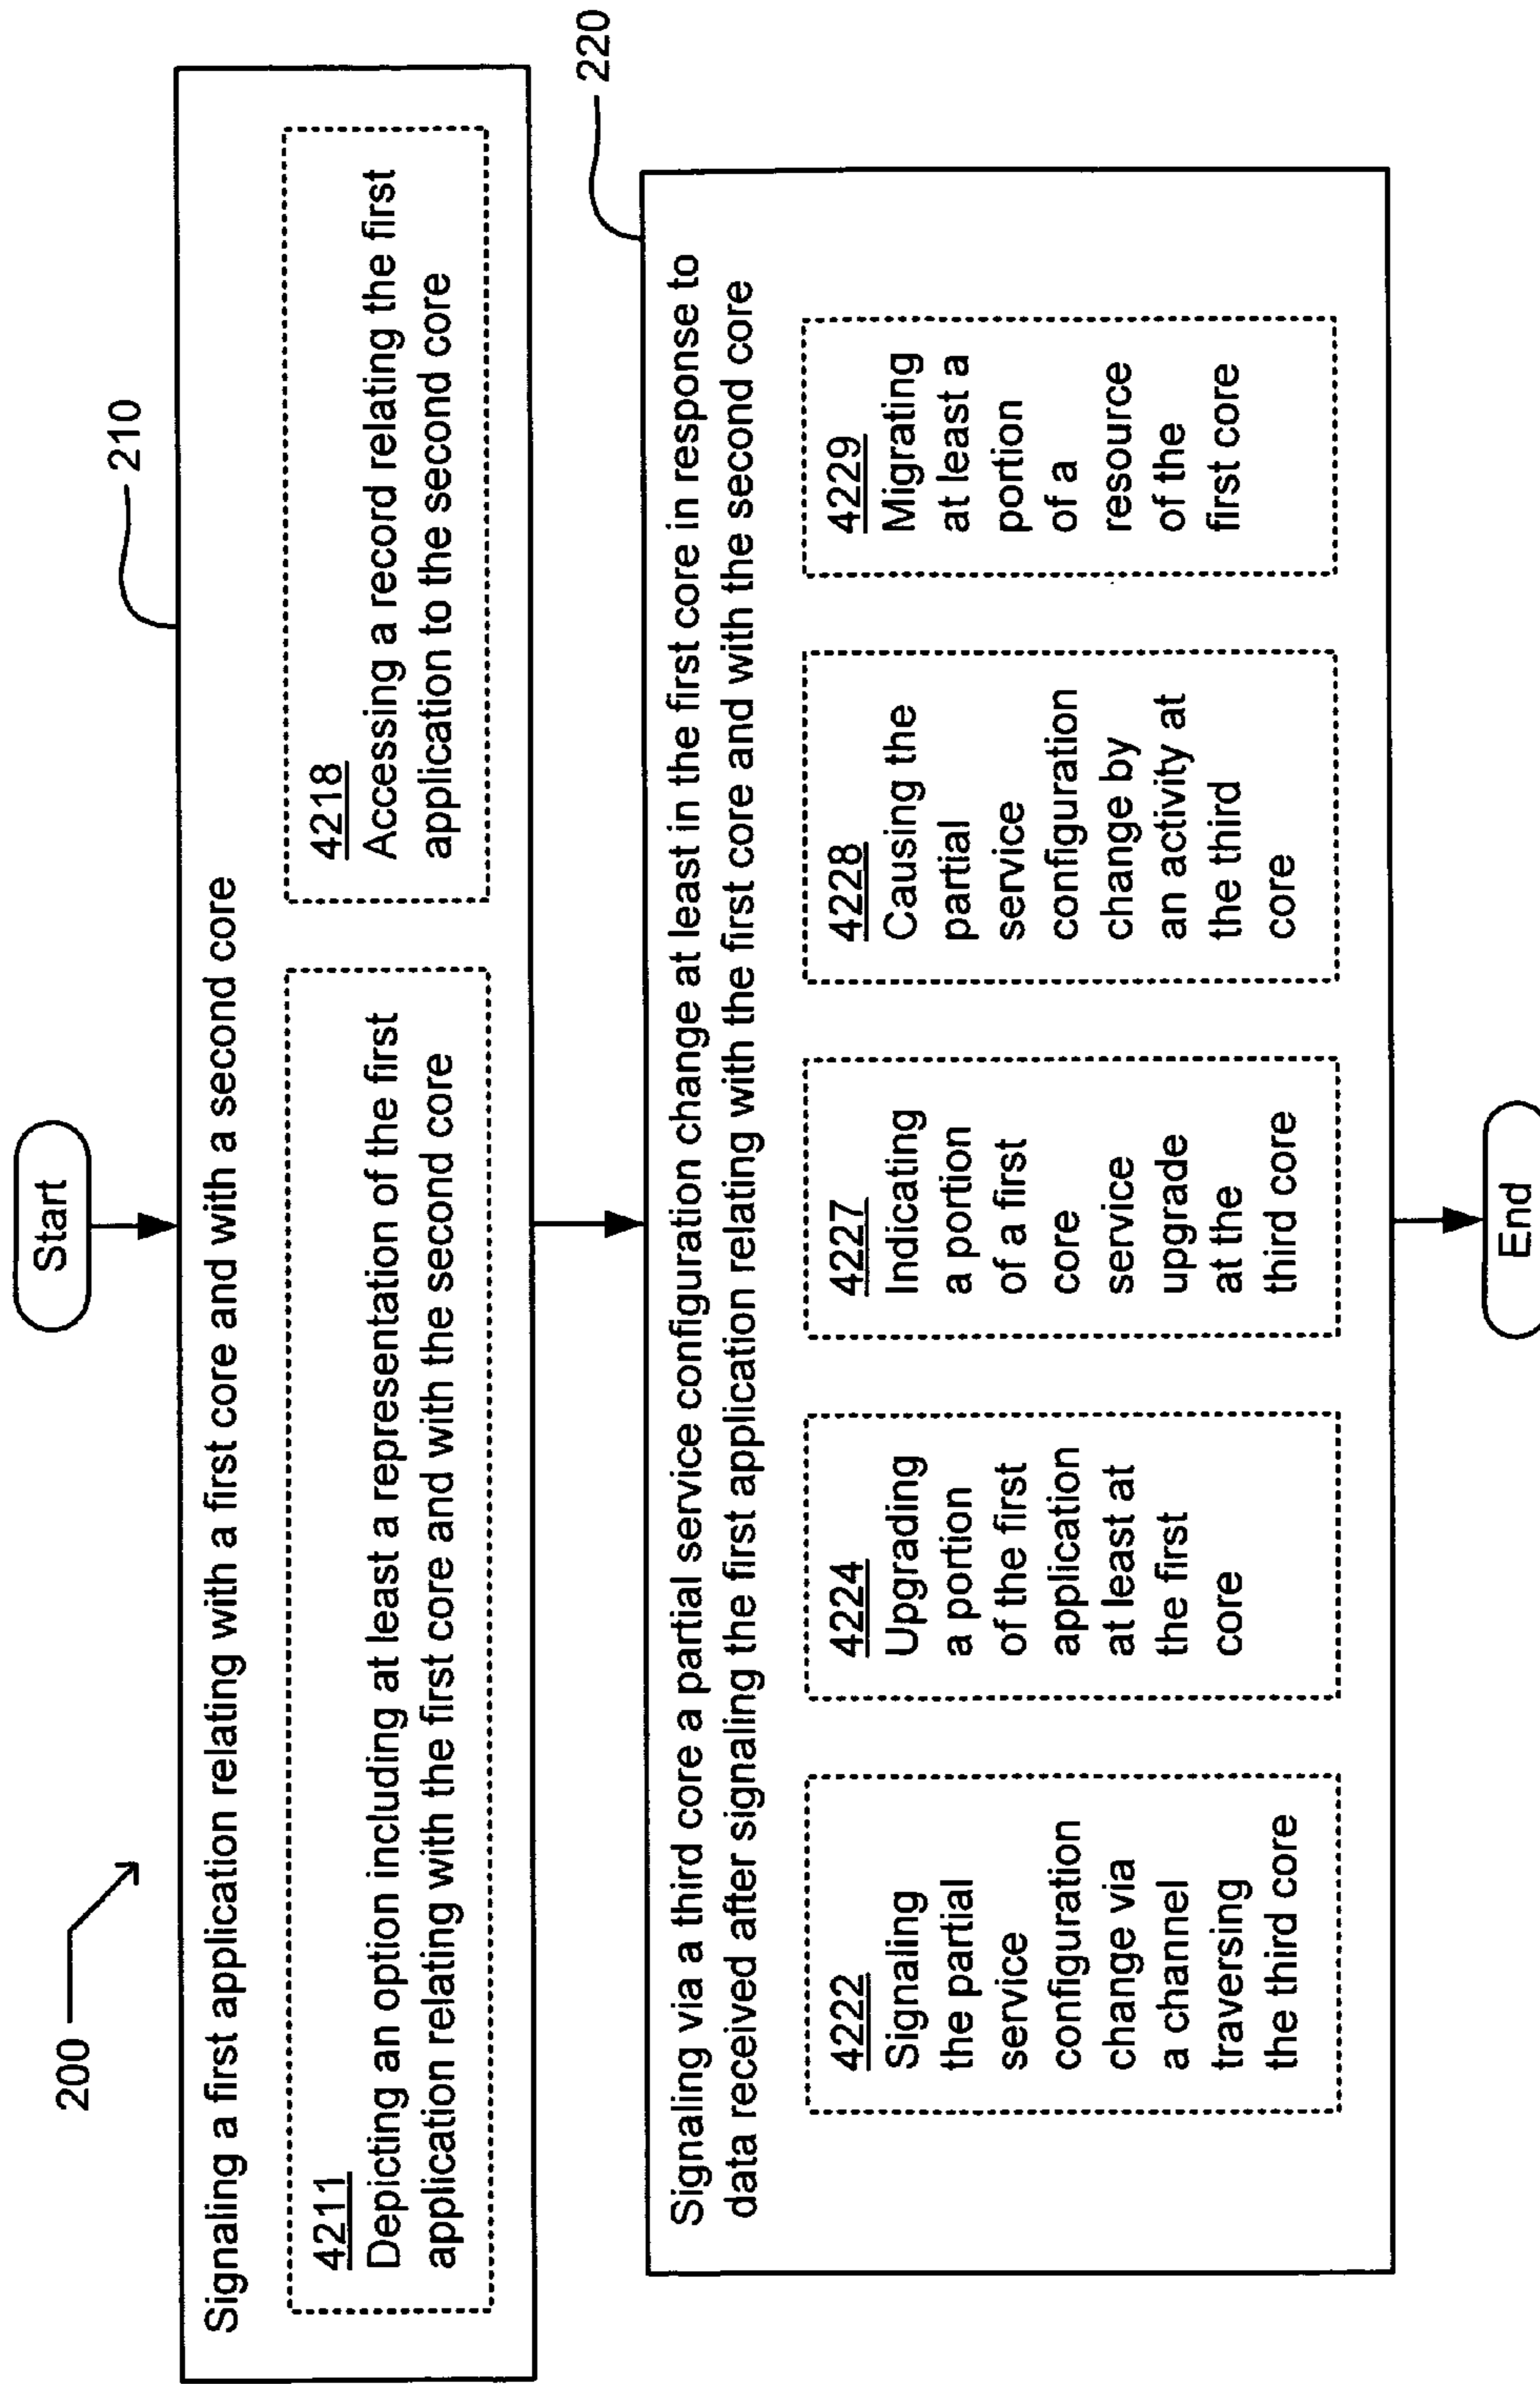 200
Start
210
Signaling a first application relating with a first core and with a second core
4211
Depicting an option including at least a representation of the first
application relating with the first core and with the second core
4218
Accessing a record relating the first
application to the second core
220
Signaling via a third core a partial service configuration change at least in the first core in response to
data received after signaling the first application relating with the first core and with the second core
4222
Signaling
the partial
service
configuration
change via
a channel
traversing
the third core
4224
Upgrading
a portion
of the first
application
at least at
the first
core
4227
Indicating
a portion
of a first
core
service
upgrade
at the
third core
4228
Causing the
partial
service
configuration
change by
an activity at
the third
core
4229
Migrating
at least a
portion
of a
resource
of the
first core
End